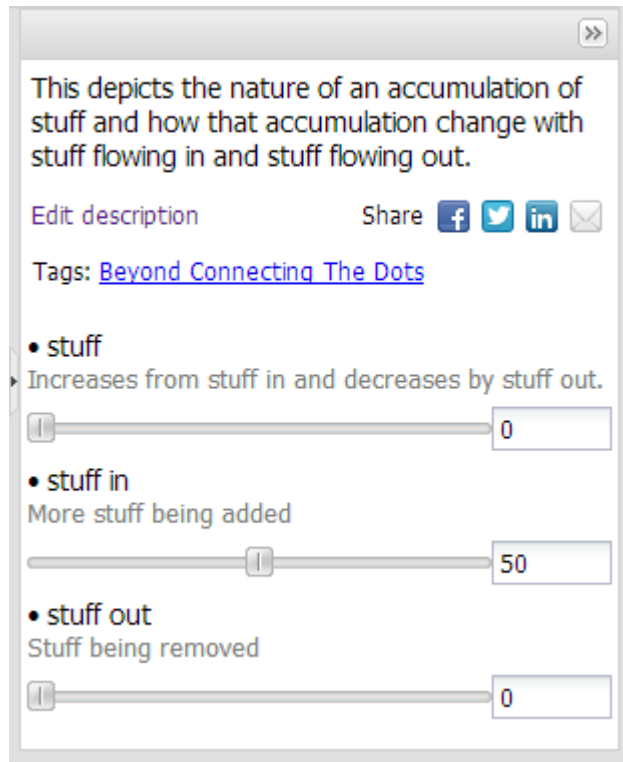 This depicts the nature of an accumulation of
stuff and how that accumulation change with
stuff flowing in and stuff flowing out.
Edit description Share
Tags: Beyond Connecting The Dots
• stuff
Increases from stuff in and decreases by stuff out.
0
• stuff in
More stuff being added
50
• stuff out
Stuff being removed
0